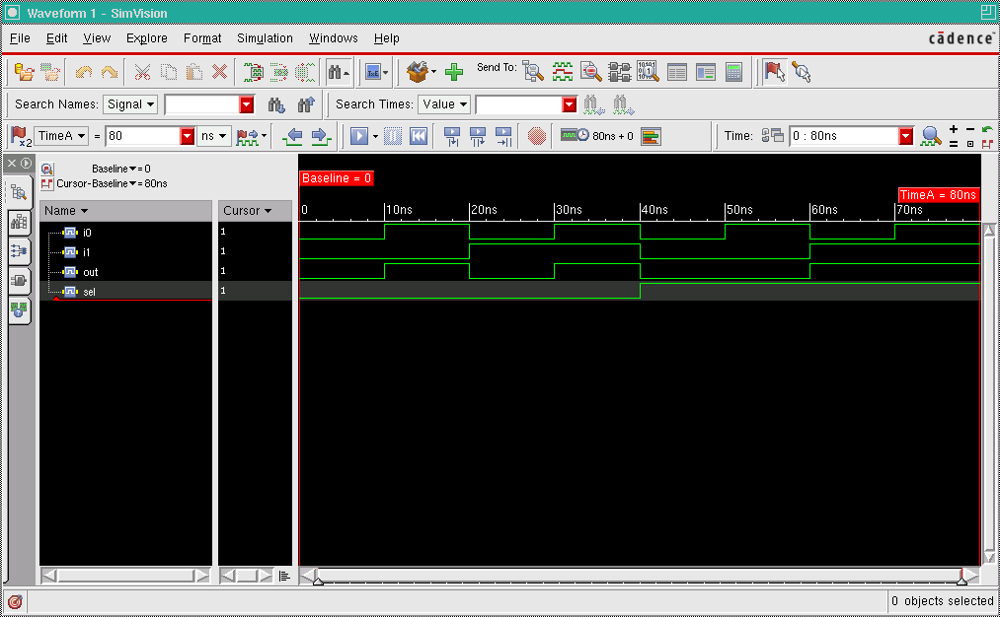 Waveform 1 - SimVision
File Edit View Explore Format Simulation Windows Help cādence™
Send To:
Search Names: Signal Search Times: Value
x2 TimeA = 80 ns 80ns + 0 Time: 0 : 80ns
Baseline = 0
Cursor-Baseline = 80ns
Baseline = 0
TimeA = 80ns
Name Cursor 0 10ns 20ns 30ns 40ns 50ns 60ns 70ns
i0 1
i1 1
out 1
sel 1
0 objects selected